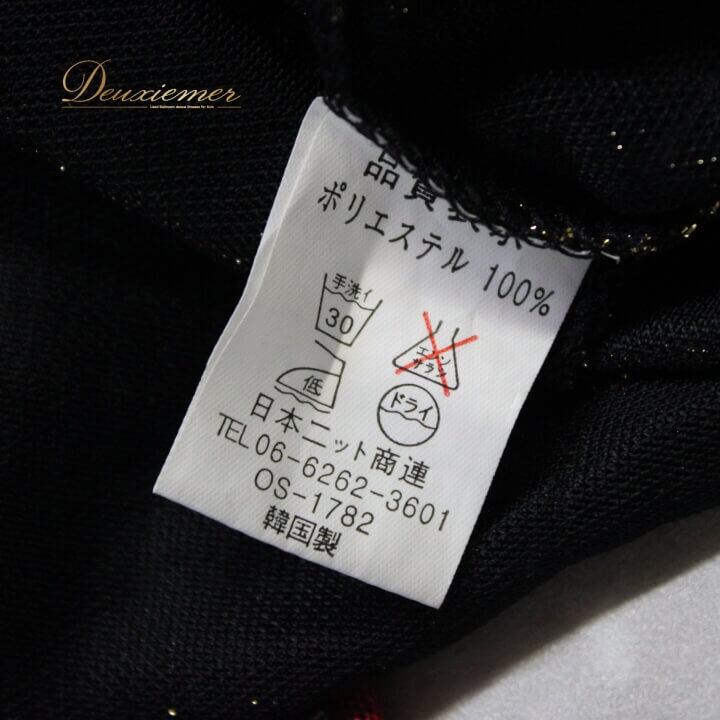 Deuxiemer
品質表示
ポリエステル 100%
手洗イ
30
エンソ
サラシ
低
ドライ
日本ニット商連
TEL 06-6262-3601
OS-1782
韓国製